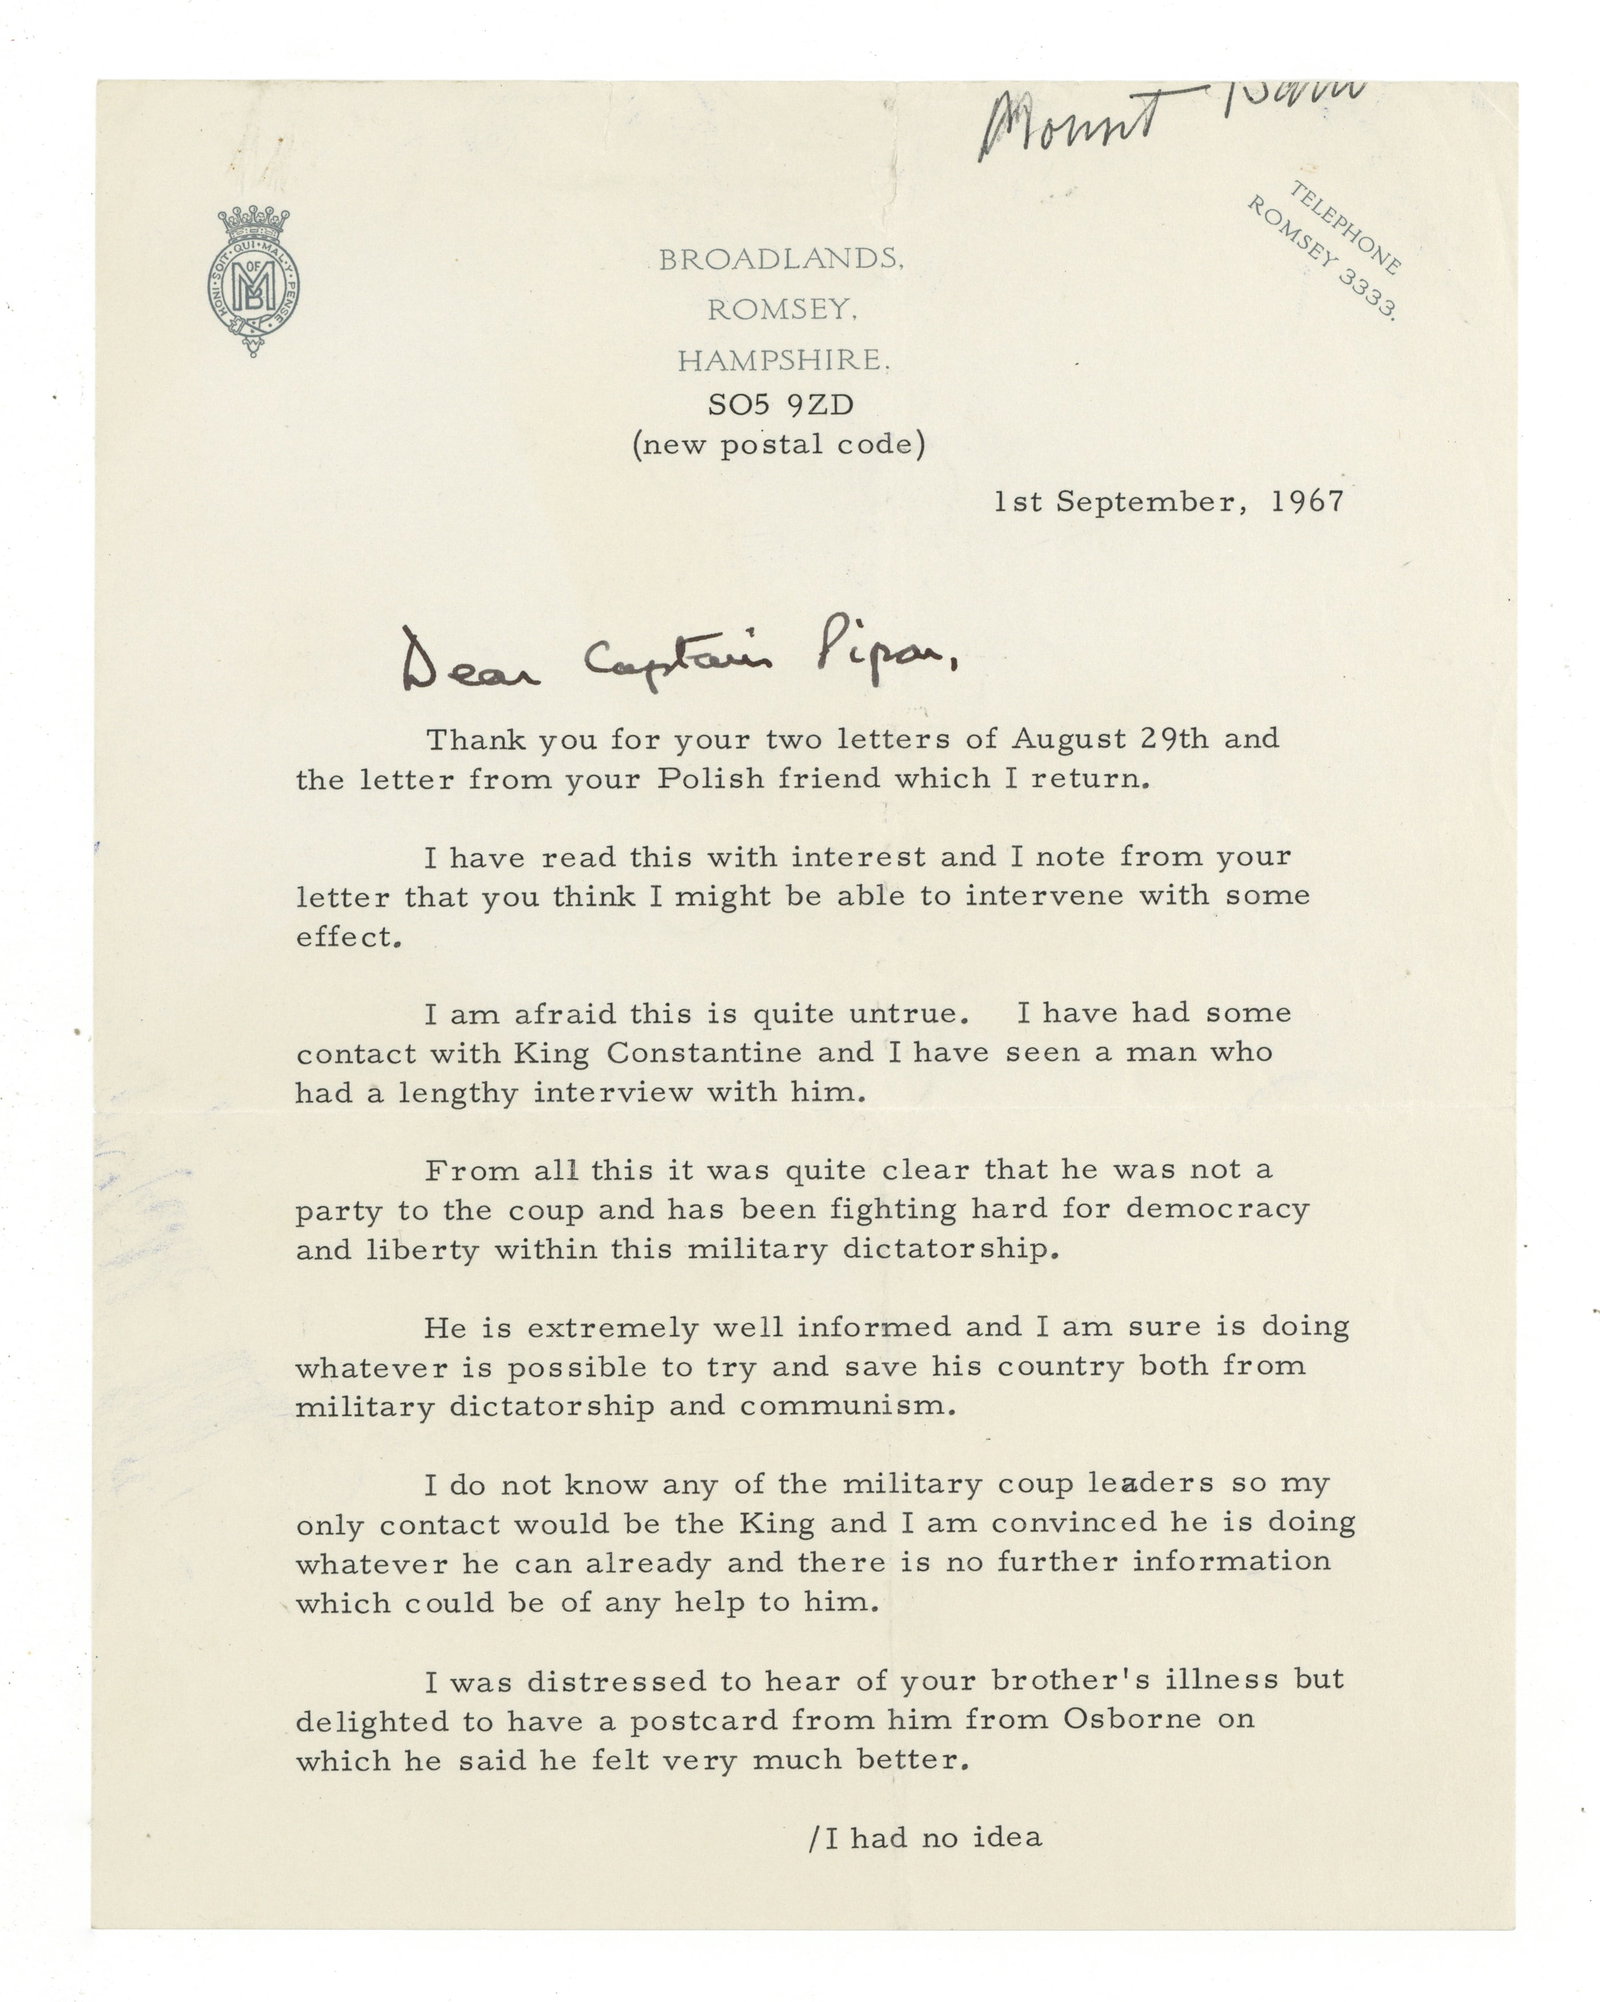 Mount
TELEPHONE
ROMSEY 3333.
HONI·SOIT·QUI·MAL·Y·PENSE
M
OF
B
BROADLANDS,
ROMSEY,
HAMPSHIRE.
SO5 9ZD
(new postal code)
1st September, 1967
Dear Captain Pipon,
Thank you for your two letters of August 29th and
the letter from your Polish friend which I return.
I have read this with interest and I note from your
letter that you think I might be able to intervene with some
effect.
I am afraid this is quite untrue. I have had some
contact with King Constantine and I have seen a man who
had a lengthy interview with him.
From all this it was quite clear that he was not a
party to the coup and has been fighting hard for democracy
and liberty within this military dictatorship.
He is extremely well informed and I am sure is doing
whatever is possible to try and save his country both from
military dictatorship and communism.
I do not know any of the military coup leaders so my
only contact would be the King and I am convinced he is doing
whatever he can already and there is no further information
which could be of any help to him.
I was distressed to hear of your brother's illness but
delighted to have a postcard from him from Osborne on
which he said he felt very much better.
/I had no idea